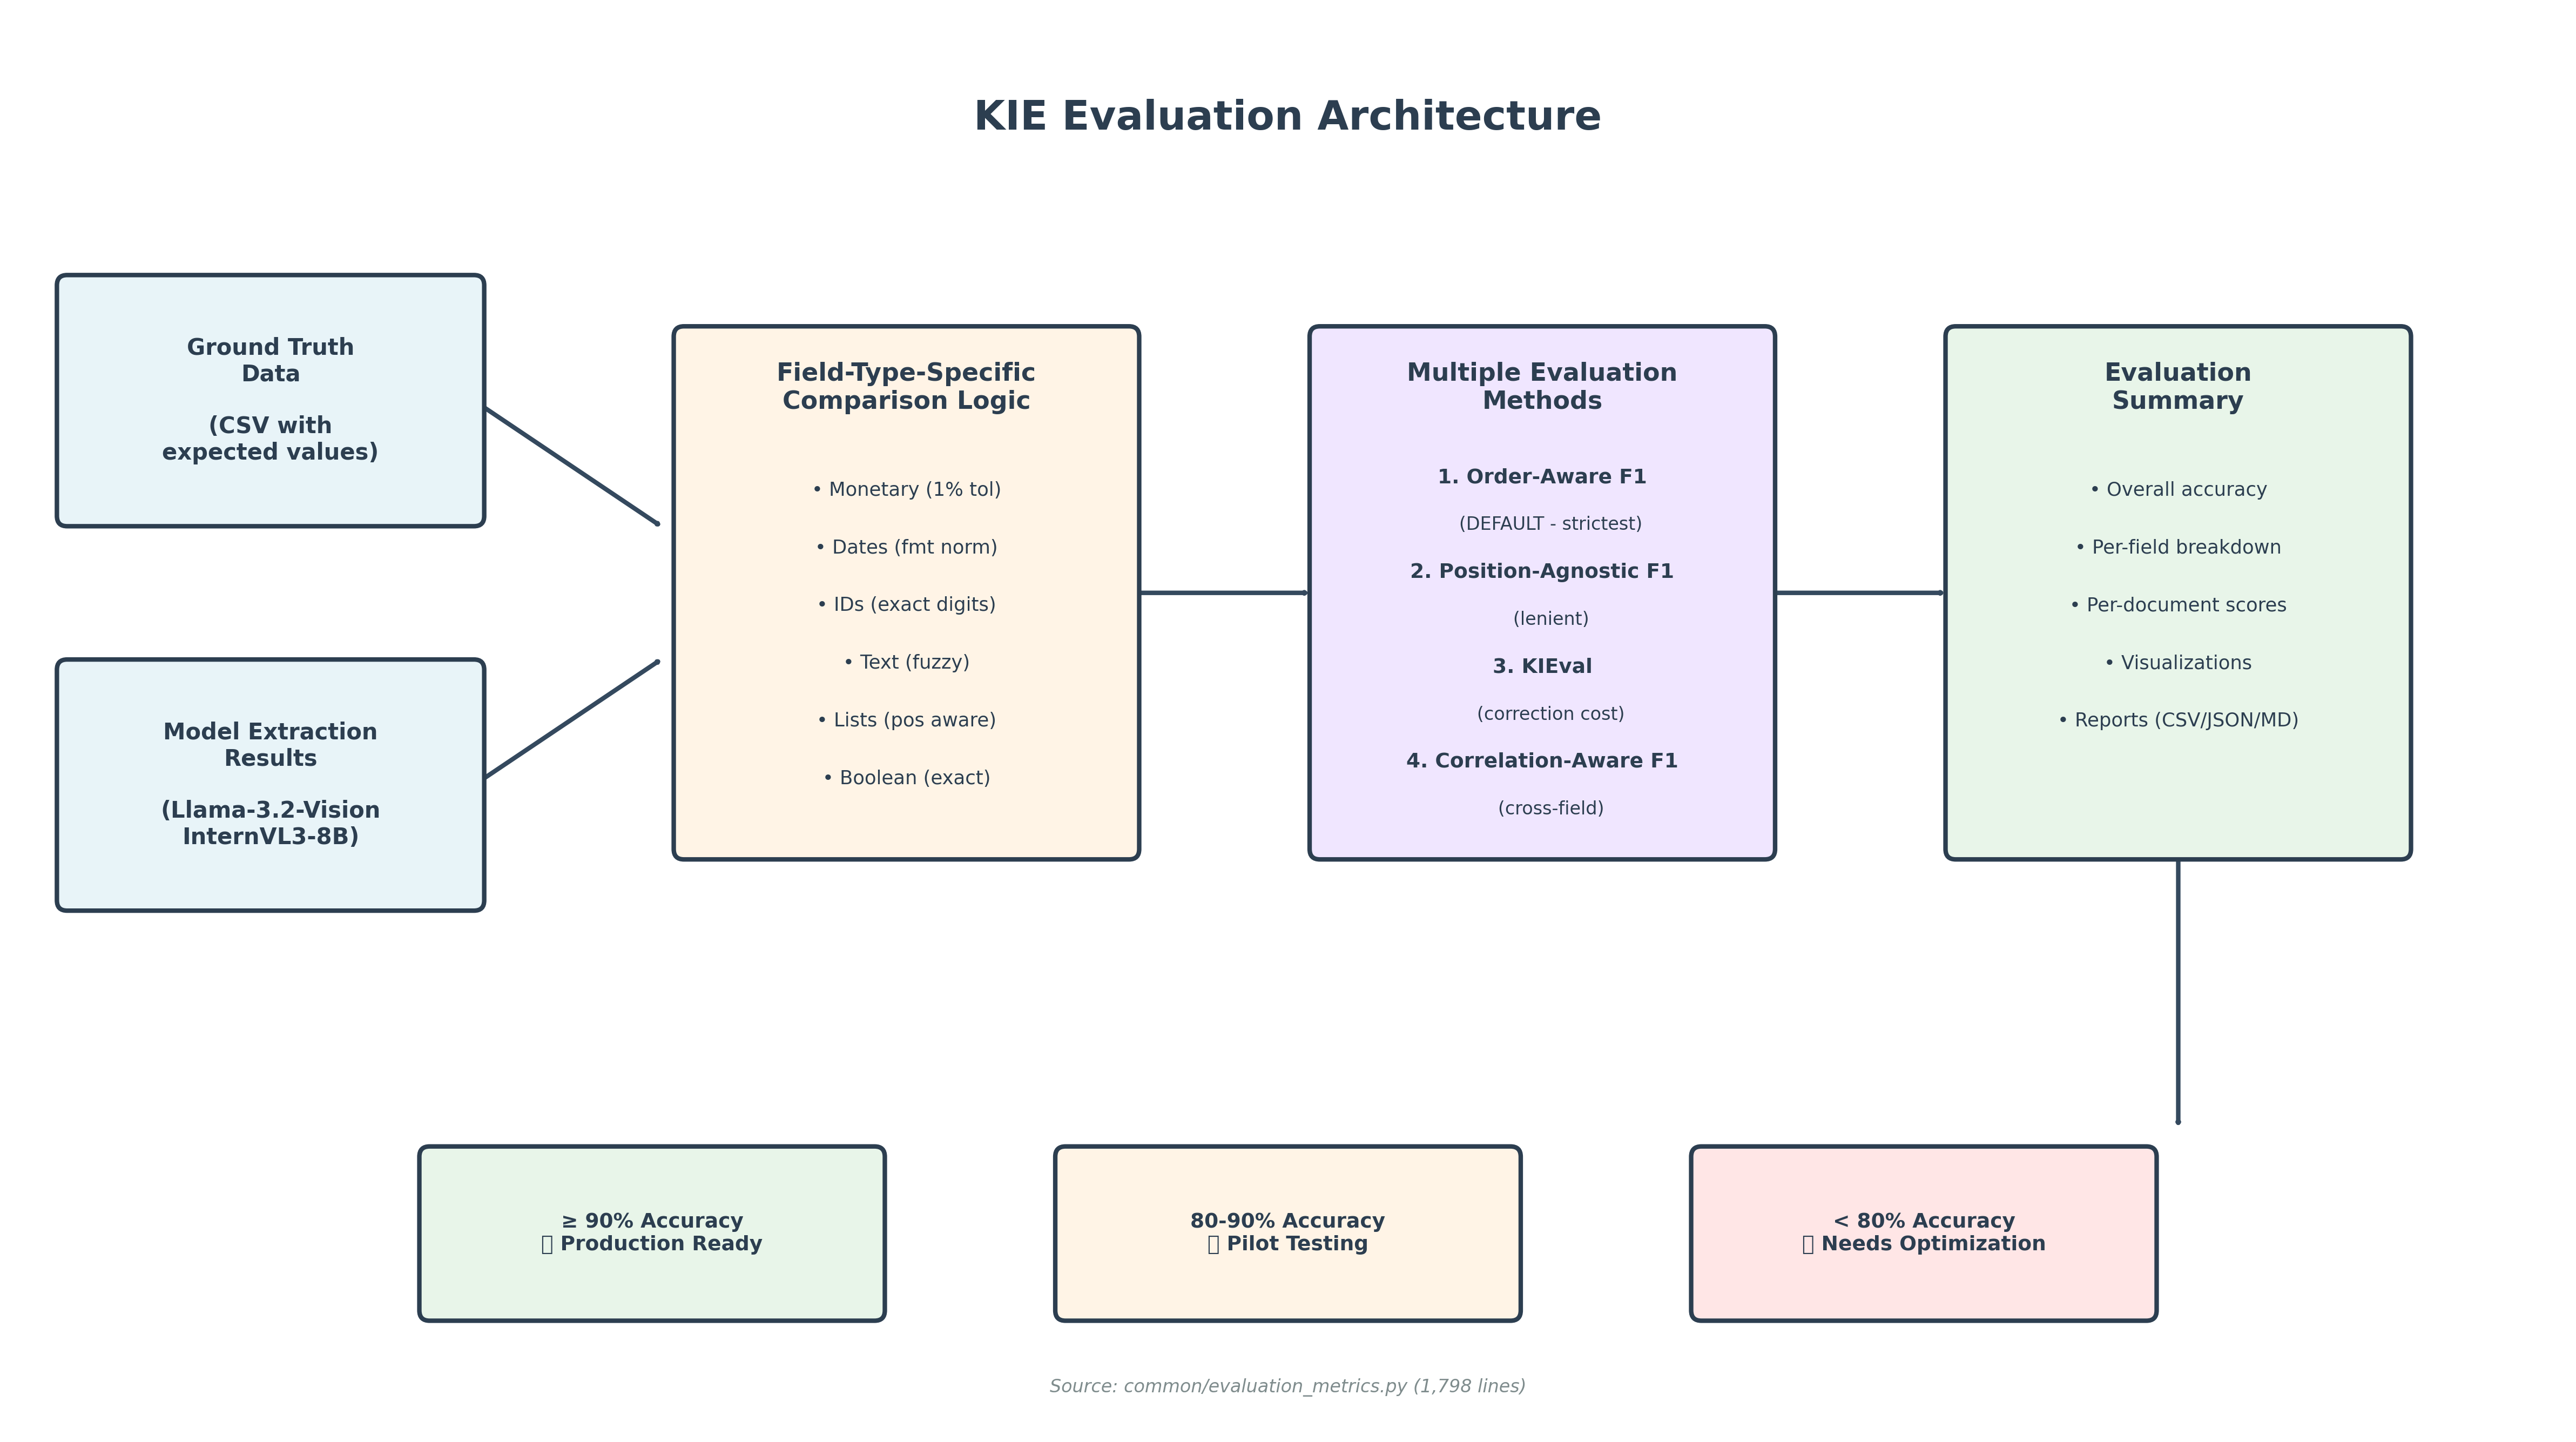 KIE Evaluation Architecture
Ground Truth
Data
(CSV with
expected values)
Model Extraction
Results
(Llama-3.2-Vision
InternVL3-8B)
Field-Type-Specific
Comparison Logic
• Monetary (1% tol)
• Dates (fmt norm)
• IDs (exact digits)
• Text (fuzzy)
• Lists (pos aware)
• Boolean (exact)
Multiple Evaluation
Methods
1. Order-Aware F1
(DEFAULT - strictest)
2. Position-Agnostic F1
(lenient)
3. KIEval
(correction cost)
4. Correlation-Aware F1
(cross-field)
Evaluation
Summary
• Overall accuracy
• Per-field breakdown
• Per-document scores
• Visualizations
• Reports (CSV/JSON/MD)
≥ 90% Accuracy
▯ Production Ready
80-90% Accuracy
▯ Pilot Testing
< 80% Accuracy
▯ Needs Optimization
Source: common/evaluation_metrics.py (1,798 lines)